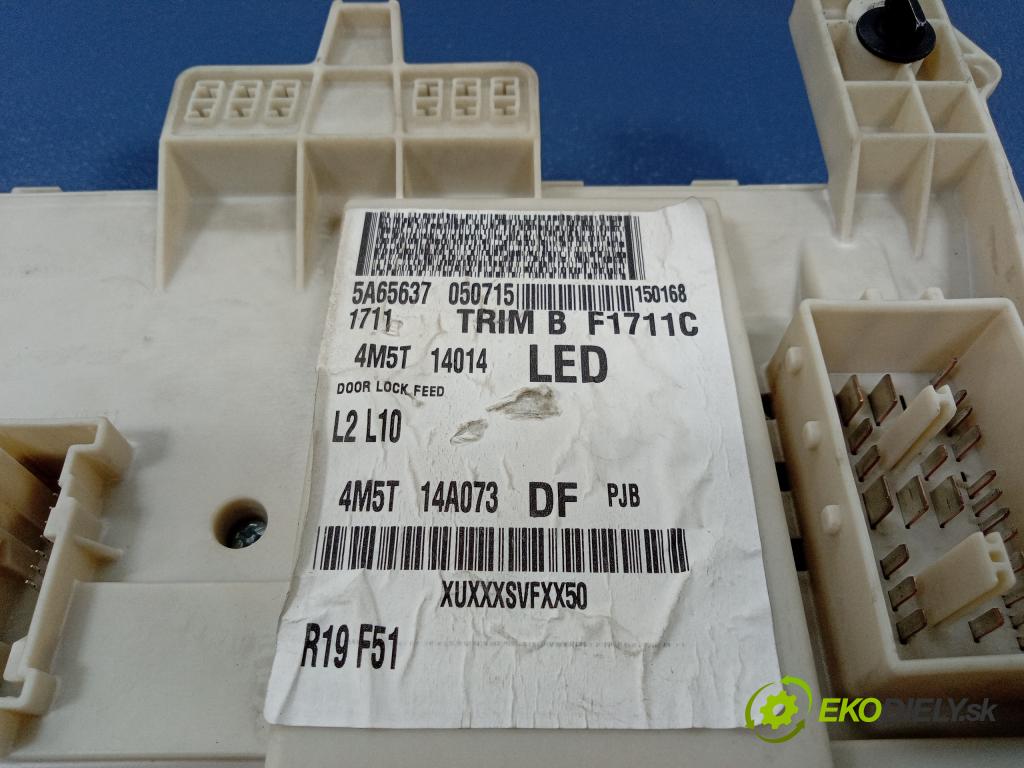 5A65637 050715 150168
1711 TRIM B F1711C
4M5T 14014 LED
DOOR LOCK FEED
L2 L10
4M5T 14A073 DF PJB
XUXXXSVFXX50
R19 F51
EKODIELY.sk